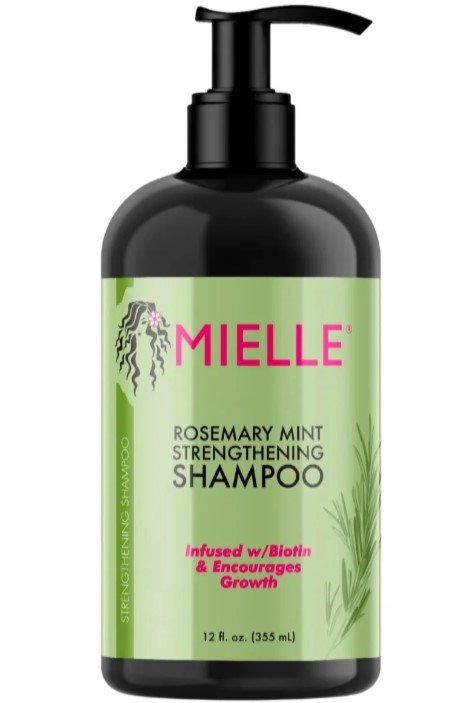 MIELLE®
ROSEMARY MINT
STRENGTHENING
SHAMPOO
Infused w/Biotin
& Encourages
Growth
12 fl. oz. (355 mL)
STRENGTHENING SHAMPOO